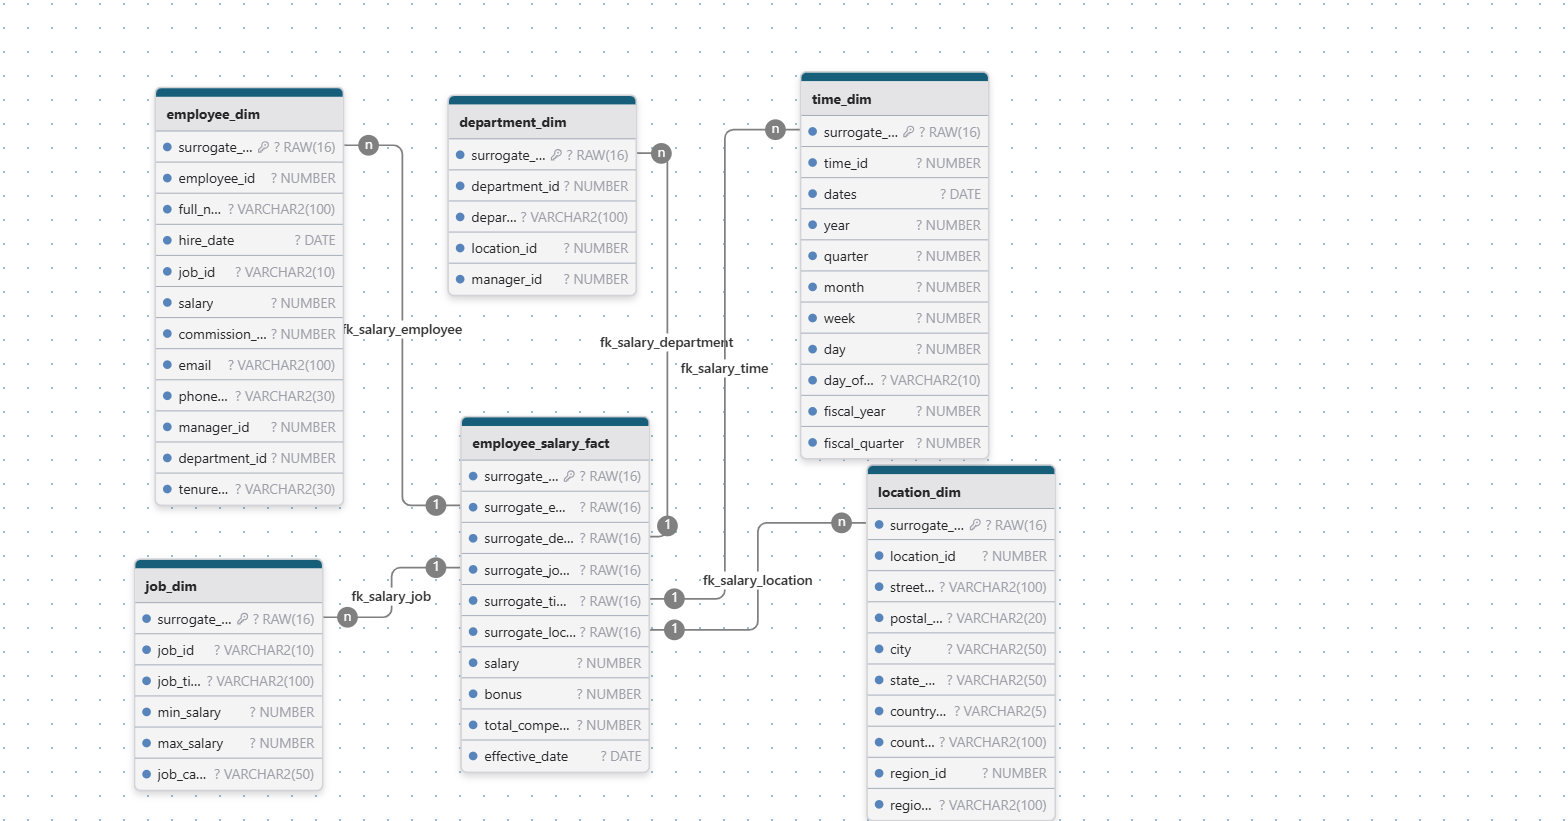 employee_dim
surrogate_... ? RAW(16)
employee_id ? NUMBER
full_n... ? VARCHAR2(100)
hire_date ? DATE
job_id ? VARCHAR2(10)
salary ? NUMBER
commission_... ? NUMBER
email ? VARCHAR2(100)
phone... ? VARCHAR2(30)
manager_id ? NUMBER
department_id ? NUMBER
tenure... ? VARCHAR2(30)
n
fk_salary_employee
1
department_dim
surrogate_... ? RAW(16)
department_id ? NUMBER
depar... ? VARCHAR2(100)
location_id ? NUMBER
manager_id ? NUMBER
n
fk_salary_department
1
time_dim
surrogate_... ? RAW(16)
time_id ? NUMBER
dates ? DATE
year ? NUMBER
quarter ? NUMBER
month ? NUMBER
week ? NUMBER
day ? NUMBER
day_of... ? VARCHAR2(10)
fiscal_year ? NUMBER
fiscal_quarter ? NUMBER
n
fk_salary_time
1
employee_salary_fact
surrogate_... ? RAW(16)
surrogate_e... ? RAW(16)
surrogate_de... ? RAW(16)
surrogate_jo... ? RAW(16)
surrogate_ti... ? RAW(16)
surrogate_loc... ? RAW(16)
salary ? NUMBER
bonus ? NUMBER
total_compe... ? NUMBER
effective_date ? DATE
job_dim
surrogate_... ? RAW(16)
job_id ? VARCHAR2(10)
job_ti... ? VARCHAR2(100)
min_salary ? NUMBER
max_salary ? NUMBER
job_ca... ? VARCHAR2(50)
n
fk_salary_job
1
location_dim
surrogate_... ? RAW(16)
location_id ? NUMBER
street... ? VARCHAR2(100)
postal_... ? VARCHAR2(20)
city ? VARCHAR2(50)
state_... ? VARCHAR2(50)
country... ? VARCHAR2(5)
count... ? VARCHAR2(100)
region_id ? NUMBER
regio... ? VARCHAR2(100)
n
fk_salary_location
1